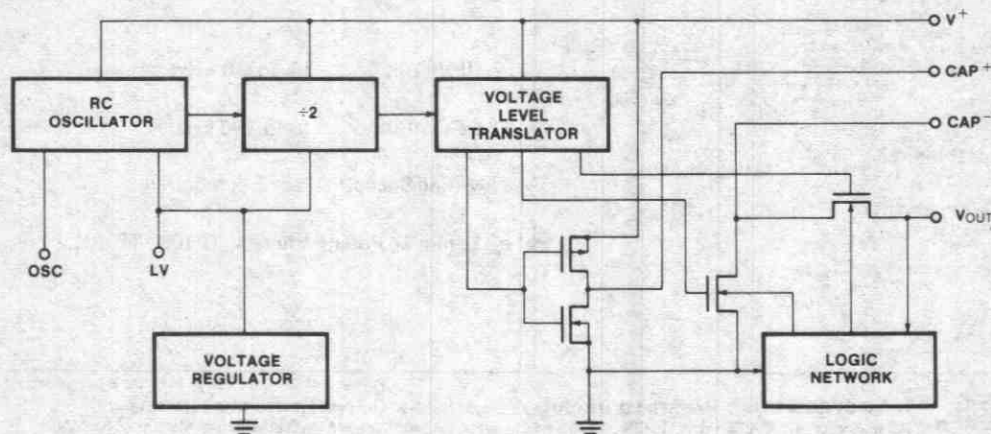 V+
CAP+
RC
OSCILLATOR
÷2
VOLTAGE
LEVEL
TRANSLATOR
CAP-
VOUT
OSC
LV
VOLTAGE
REGULATOR
LOGIC
NETWORK